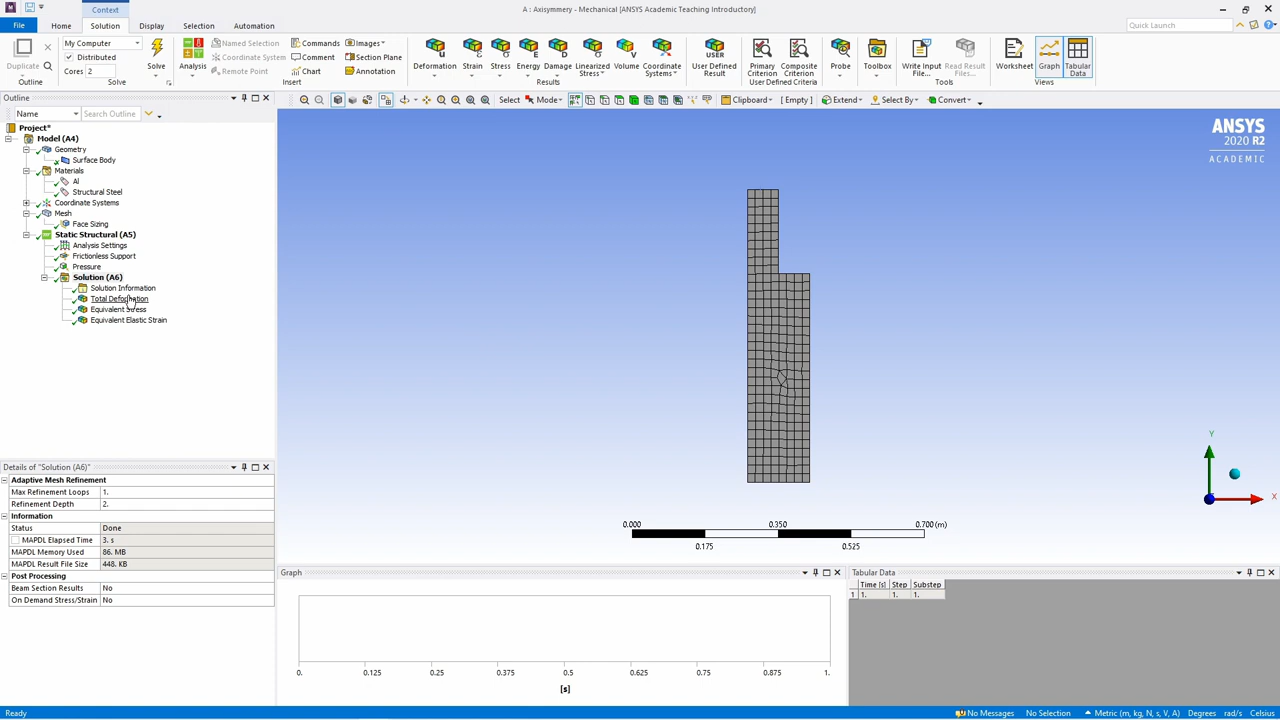 Context
A : Axisymmery - Mechanical [ANSYS Academic Teaching Introductory]
File Home Solution Display Selection Automation
Quick Launch
Duplicate
Outline
My Computer
Distributed
Cores 2
Solve
Solve
Analysis
Named Selection
Coordinate System
Remote Point
Commands
Comment
Chart
Images
Section Plane
Annotation
Insert
Deformation Strain Stress Energy Damage Linearized Stress Volume Coordinate Systems
Results
User Defined Result
Primary Criterion Composite Criterion
User Defined Criteria
Probe
Toolbox Write Input File... Read Result Files...
Tools
Worksheet Graph Tabular Data
Views
Outline
Name Search Outline
Select Mode Clipboard [ Empty ] Extend Select By Convert
Project*
Model (A4)
Geometry
Surface Body
Materials
Al
Structural Steel
Coordinate Systems
Mesh
Face Sizing
Static Structural (A5)
Analysis Settings
Frictionless Support
Pressure
Solution (A6)
Solution Information
Total Deformation
Equivalent Stress
Equivalent Elastic Strain
ANSYS
2020 R2
ACADEMIC
Y
X
0.000 0.350 0.700 (m)
0.175 0.525
Details of "Solution (A6)"
Adaptive Mesh Refinement
Max Refinement Loops 1.
Refinement Depth 2.
Information
Status Done
MAPDL Elapsed Time 3. s
MAPDL Memory Used 86. MB
MAPDL Result File Size 448. KB
Post Processing
Beam Section Results No
On Demand Stress/Strain No
Graph
0. 0.125 0.25 0.375 0.5 0.625 0.75 0.875 1.
[s]
Tabular Data
Time [s] Step Substep
1 1. 1. 1.
Ready
No Messages No Selection Metric (m, kg, N, s, V, A) Degrees rad/s Celsius